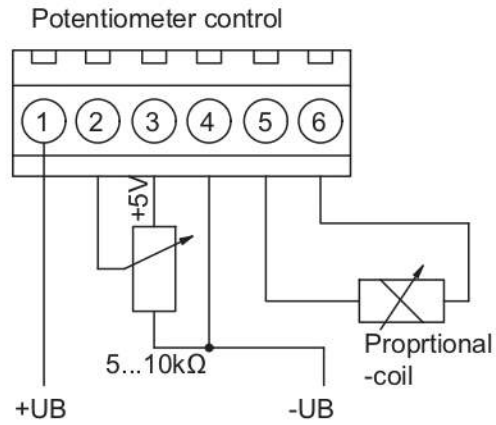 Potentiometer control
1 2 3 4 5 6
+5V
5...10kΩ
Proprtional
-coil
+UB
-UB